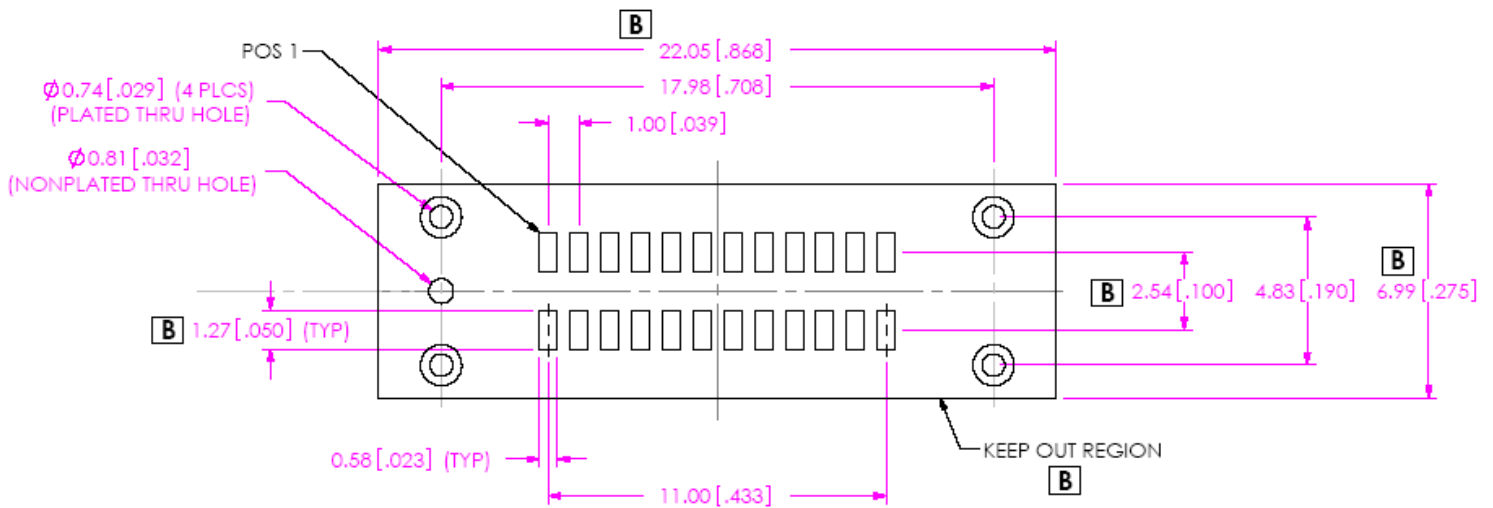 B
POS 1
22.05 [.868]
Ø0.74 [.029] (4 PLCS)
(PLATED THRU HOLE)
17.98 [.708]
1.00 [.039]
Ø0.81 [.032]
(NONPLATED THRU HOLE)
B
B 2.54 [.100]
4.83 [.190]
6.99 [.275]
B 1.27 [.050] (TYP)
KEEP OUT REGION
0.58 [.023] (TYP)
B
11.00 [.433]